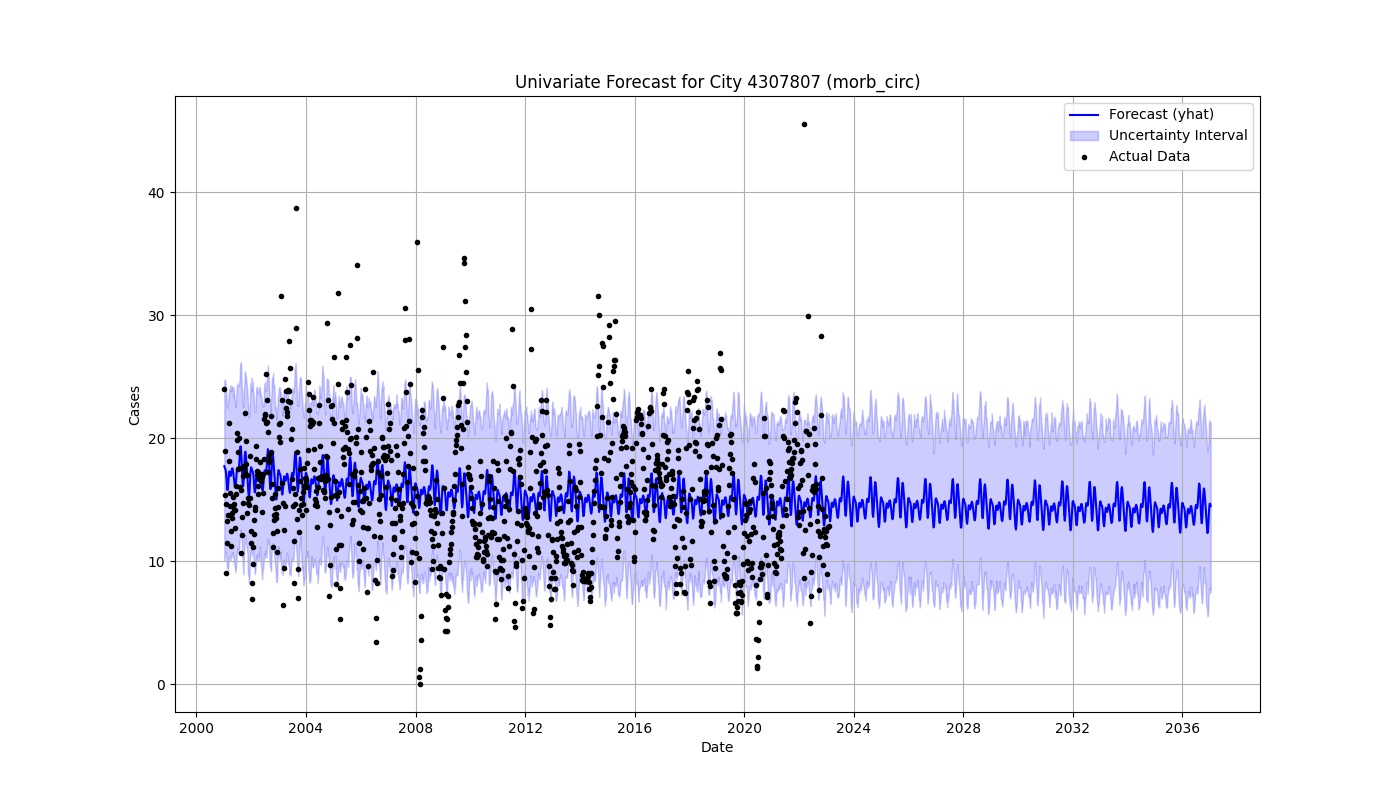 Univariate Forecast for City 4307807 (morb_circ)
Forecast (yhat)
Uncertainty Interval
Actual Data
Cases
40
30
20
10
0
2000 2004 2008 2012 2016 2020 2024 2028 2032 2036
Date